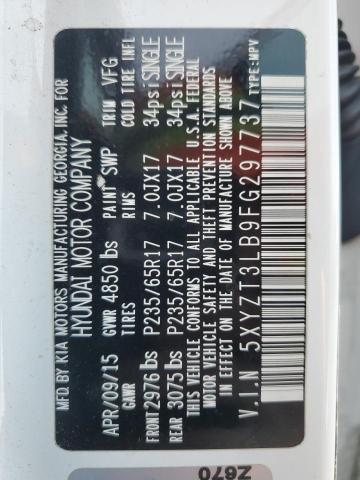 MFD.BY KIA MOTORS MANUFACTURING GEORGIA, INC. FOR
HYUNDAI MOTOR COMPANY
APR/09/15 GVWR 4850 lbs PAINT SWP TRIM VFG
GAWR TIRES RIMS COLD TIRE INFL
FRONT 2976 lbs P235/65R17 7.0JX17 34psi SINGLE
REAR 3075 lbs P235/65R17 7.0JX17 34psi SINGLE
THIS VEHICLE CONFORMS TO ALL APPLICABLE U.S.A. FEDERAL
MOTOR VEHICLE SAFETY AND THEFT PREVENTION STANDARDS
IN EFFECT ON THE DATE OF MANUFACTURE SHOWN ABOVE
V.I.N 5XYZT3LB9FG297737 TYPE:MPV
Z670